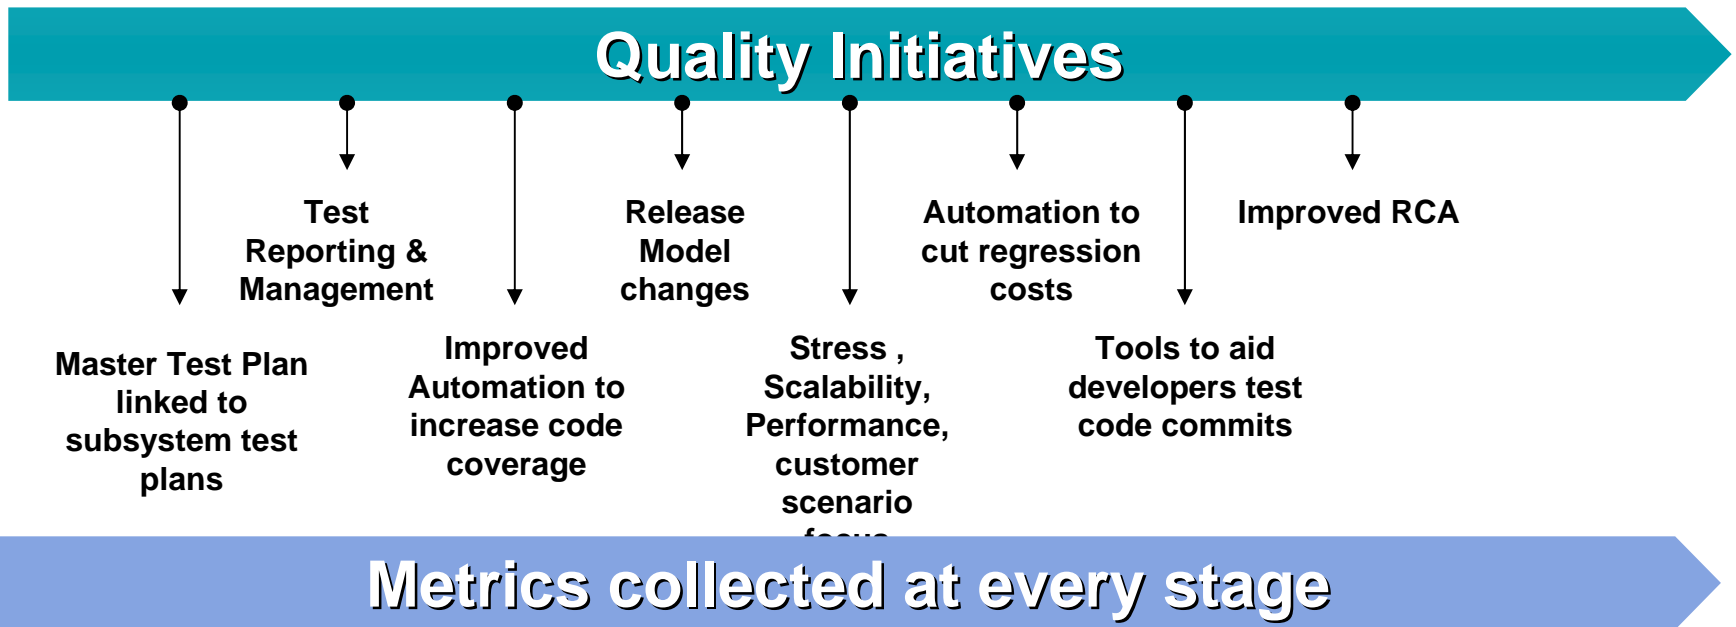 Quality Initiatives
Test
Reporting &
Management
Release
Model
changes
Automation to
cut regression
costs
Improved RCA
Master Test Plan
linked to
subsystem test
plans
Improved
Automation to
increase code
coverage
Stress ,
Scalability,
Performance,
customer
scenario
focus
Tools to aid
developers test
code commits
Metrics collected at every stage